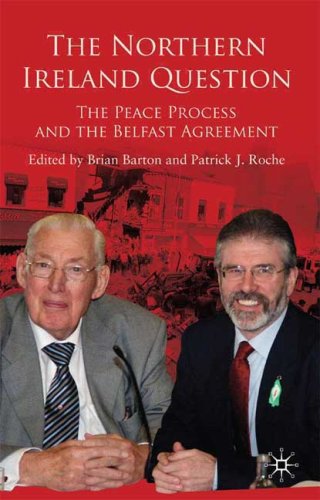 THE NORTHERN
IRELAND QUESTION
THE PEACE PROCESS
AND THE BELFAST AGREEMENT
Edited by Brian Barton and Patrick J. Roche